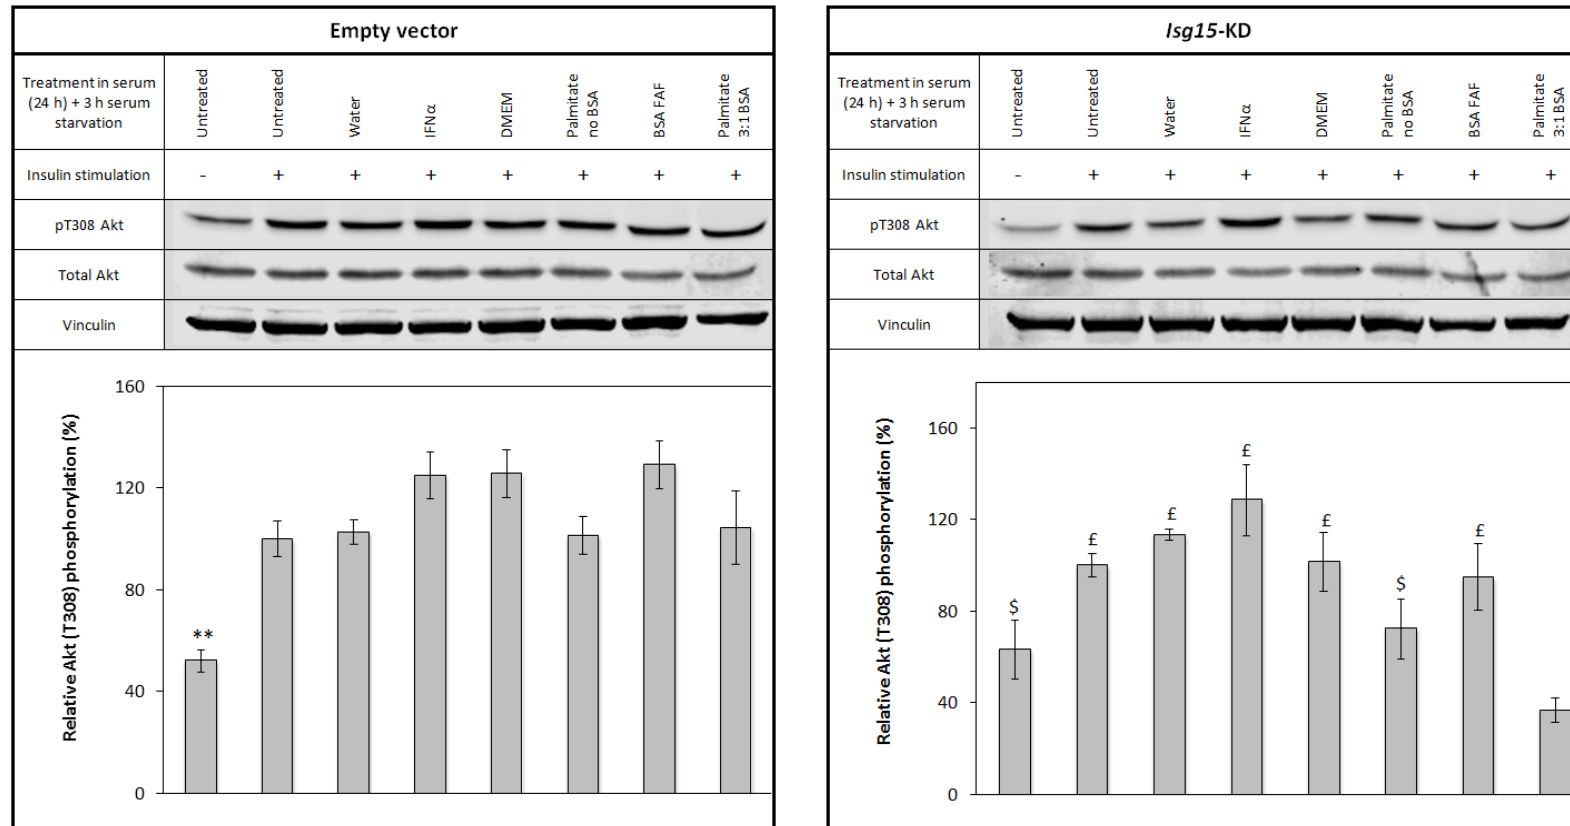 Empty vector
Treatment in serum
(24 h) + 3 h serum
starvation
Untreated
Untreated
Water
IFNα
DMEM
Palmitate
no BSA
BSA FAF
Palmitate
3:1 BSA
Insulin stimulation
-
+
+
+
+
+
+
+
pT308 Akt
Total Akt
Vinculin
Relative Akt (T308) phosphorylation (%)
160
120
80
40
0
**
Isg15-KD
Treatment in serum
(24 h) + 3 h serum
starvation
Untreated
Untreated
Water
IFNα
DMEM
Palmitate
no BSA
BSA FAF
Palmitate
3:1 BSA
Insulin stimulation
-
+
+
+
+
+
+
+
pT308 Akt
Total Akt
Vinculin
Relative Akt (T308) phosphorylation (%)
160
120
80
40
0
$
£
£
£
£
$
£